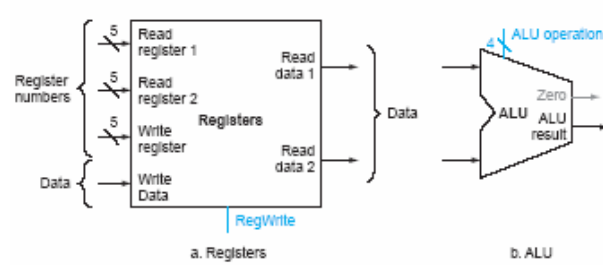 5
Read
register 1
5
Read
register 2
5
Write
register
Write
Data
Register
numbers
Data
Registers
Read
data 1
Read
data 2
Data
RegWrite
a. Registers
4
ALU operation
Zero
ALU
ALU
result
b. ALU